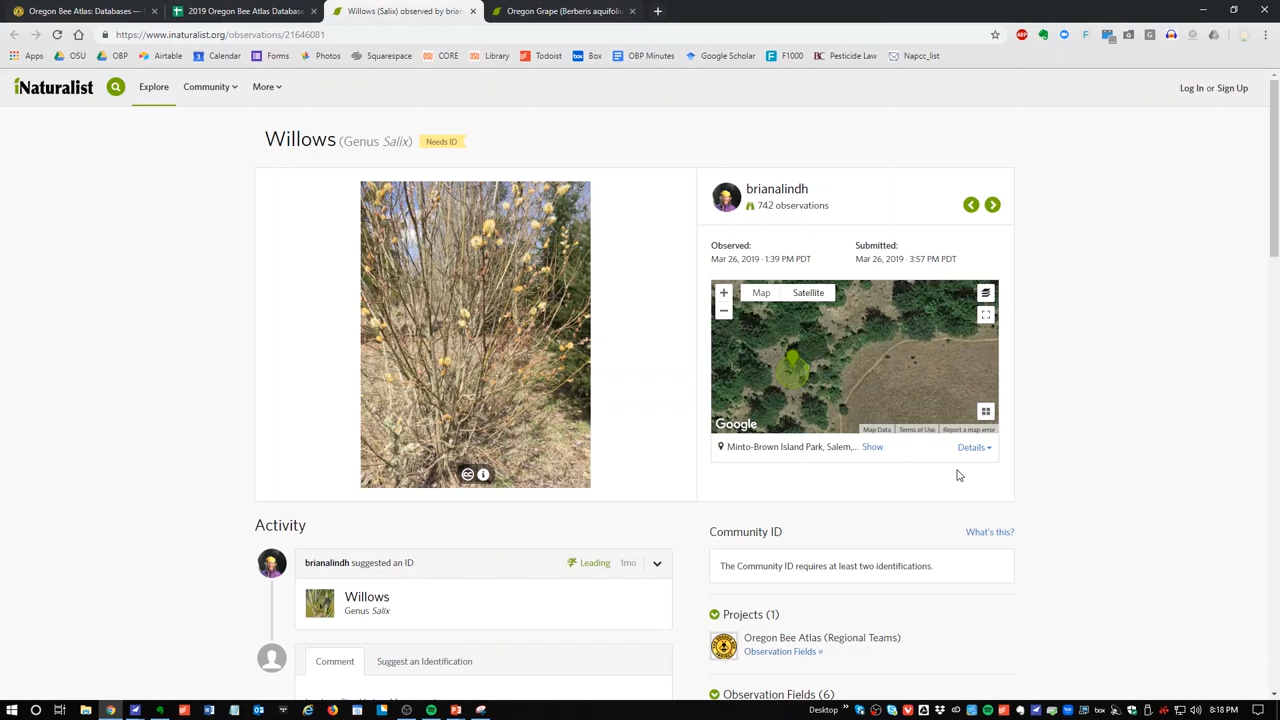 Oregon Bee Atlas Databases —
2019 Oregon Bee Atlas Databas
Willows (Salix) observed by brian
Oregon Grape (Berberis aquifoliu
https://www.inaturalist.org/observations/21646081
Apps OSU OBP Airtable Calendar Forms Photos Squarespace CORE Library Todoist Box OBP Minutes Google Scholar F1000 Pesticide Law Napcc_list
iNaturalist Explore Community More Log In or Sign Up
Willows (Genus Salix) Needs ID
brianalindh
742 observations
Observed: Submitted:
Mar 26, 2019 · 1:39 PM PDT Mar 26, 2019 · 3:57 PM PDT
Map Satellite
Google Map Data Terms of Use Report a map error
Minto-Brown Island Park, Salem,... Show Details
Activity
brianalindh suggested an ID Leading 1mo
Willows
Genus Salix
Comment Suggest an Identification
Community ID What's this?
The Community ID requires at least two identifications.
Projects (1)
Oregon Bee Atlas (Regional Teams)
Observation Fields
Observation Fields (6)
Desktop 8:18 PM